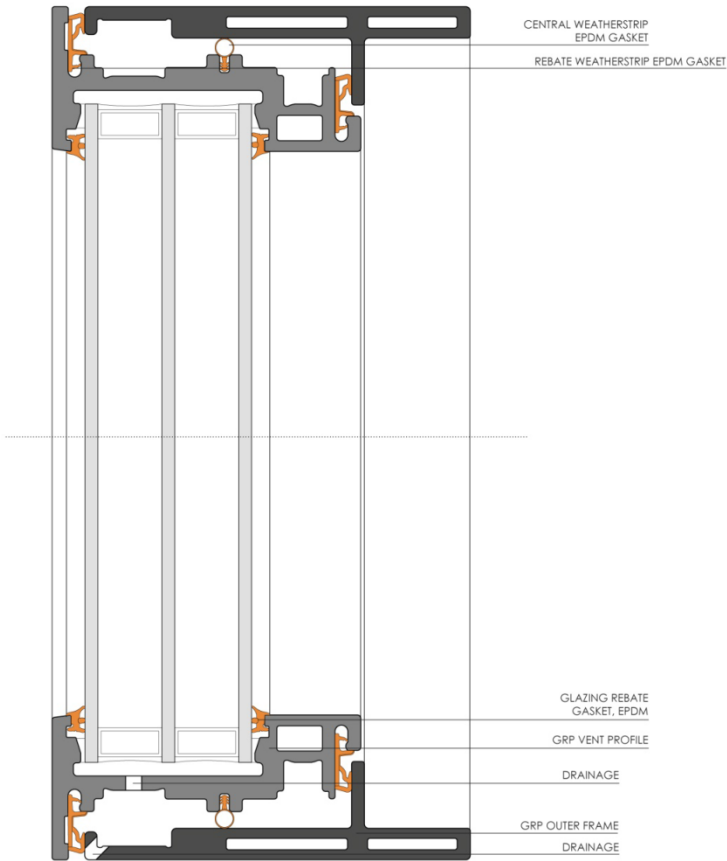 CENTRAL WEATHERSTRIP
EPDM GASKET
REBATE WEATHERSTRIP EPDM GASKET
GLAZING REBATE
GASKET, EPDM
GRP VENT PROFILE
DRAINAGE
GRP OUTER FRAME
DRAINAGE